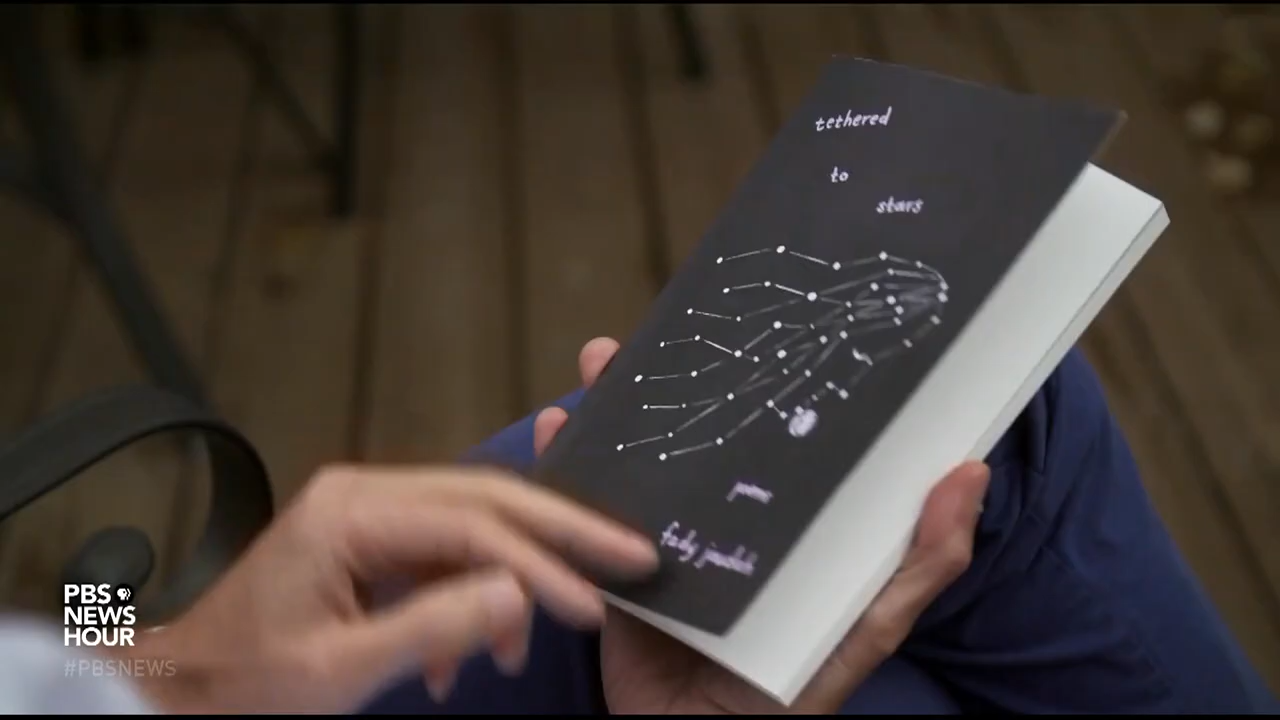 tethered
to
stars
poems
fady joudah
PBS
NEWS
HOUR
#PBSNEWS